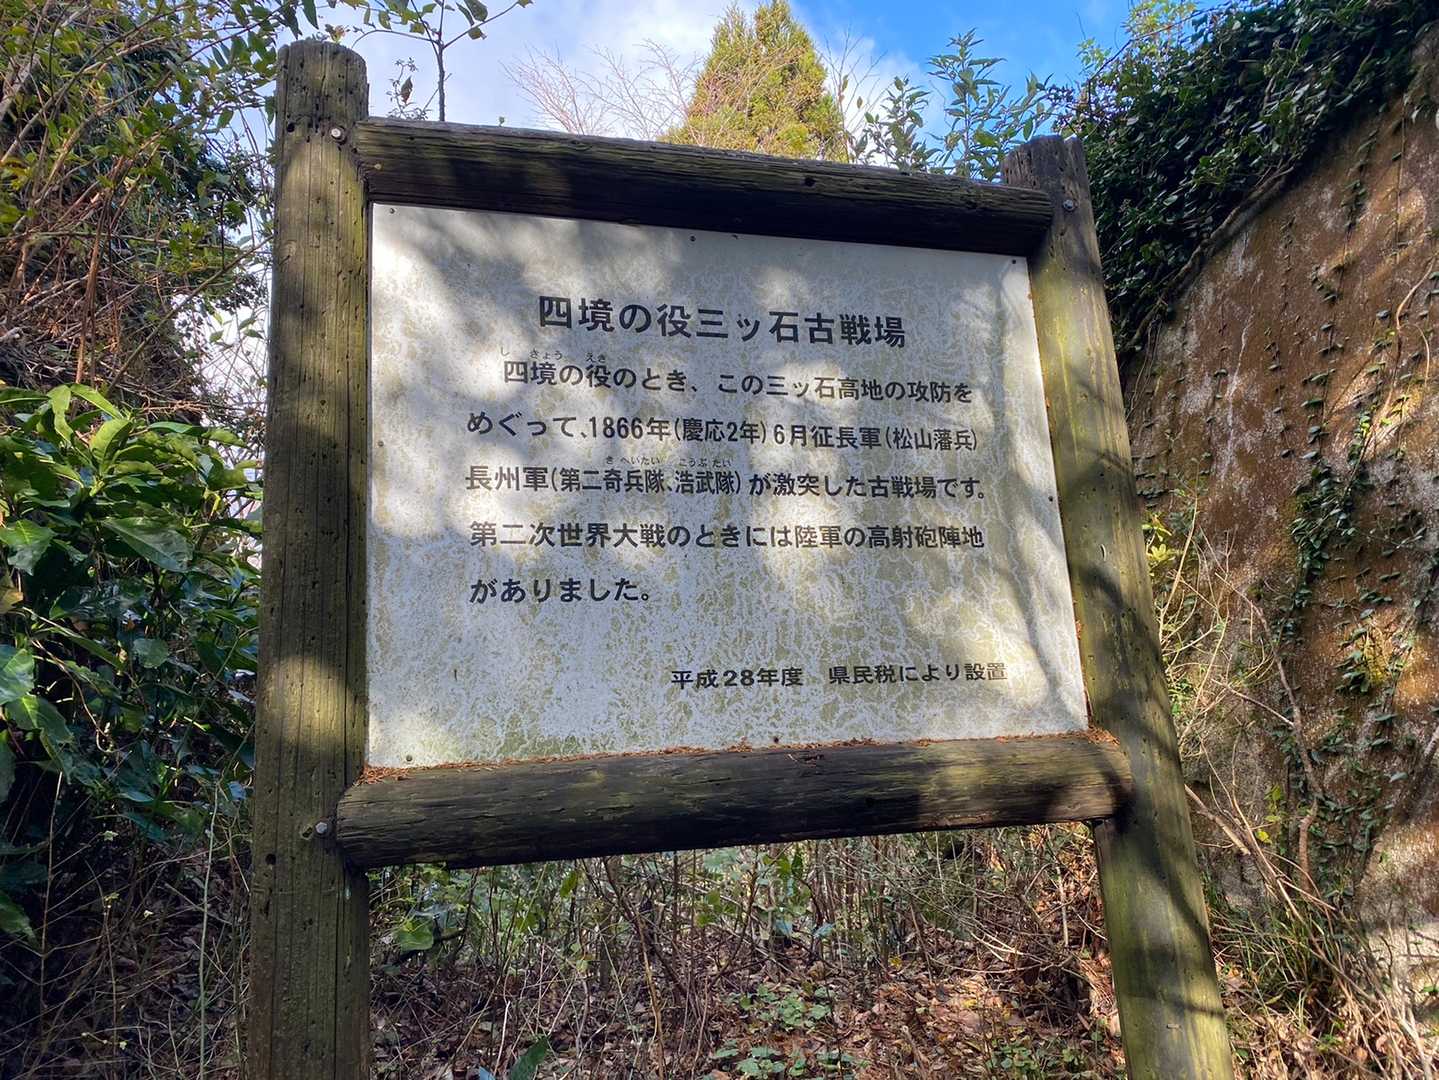 四境の役三ッ石古戦場
し きょう えき
四境の役のとき、この三ッ石高地の攻防を
めぐって、1866年(慶応2年)6月征長軍(松山藩兵)
き へいたい こうぶ たい
長州軍(第二奇兵隊、浩武隊)が激突した古戦場です。
第二次世界大戦のときには陸軍の高射砲陣地
がありました。
平成28年度 県民税により設置